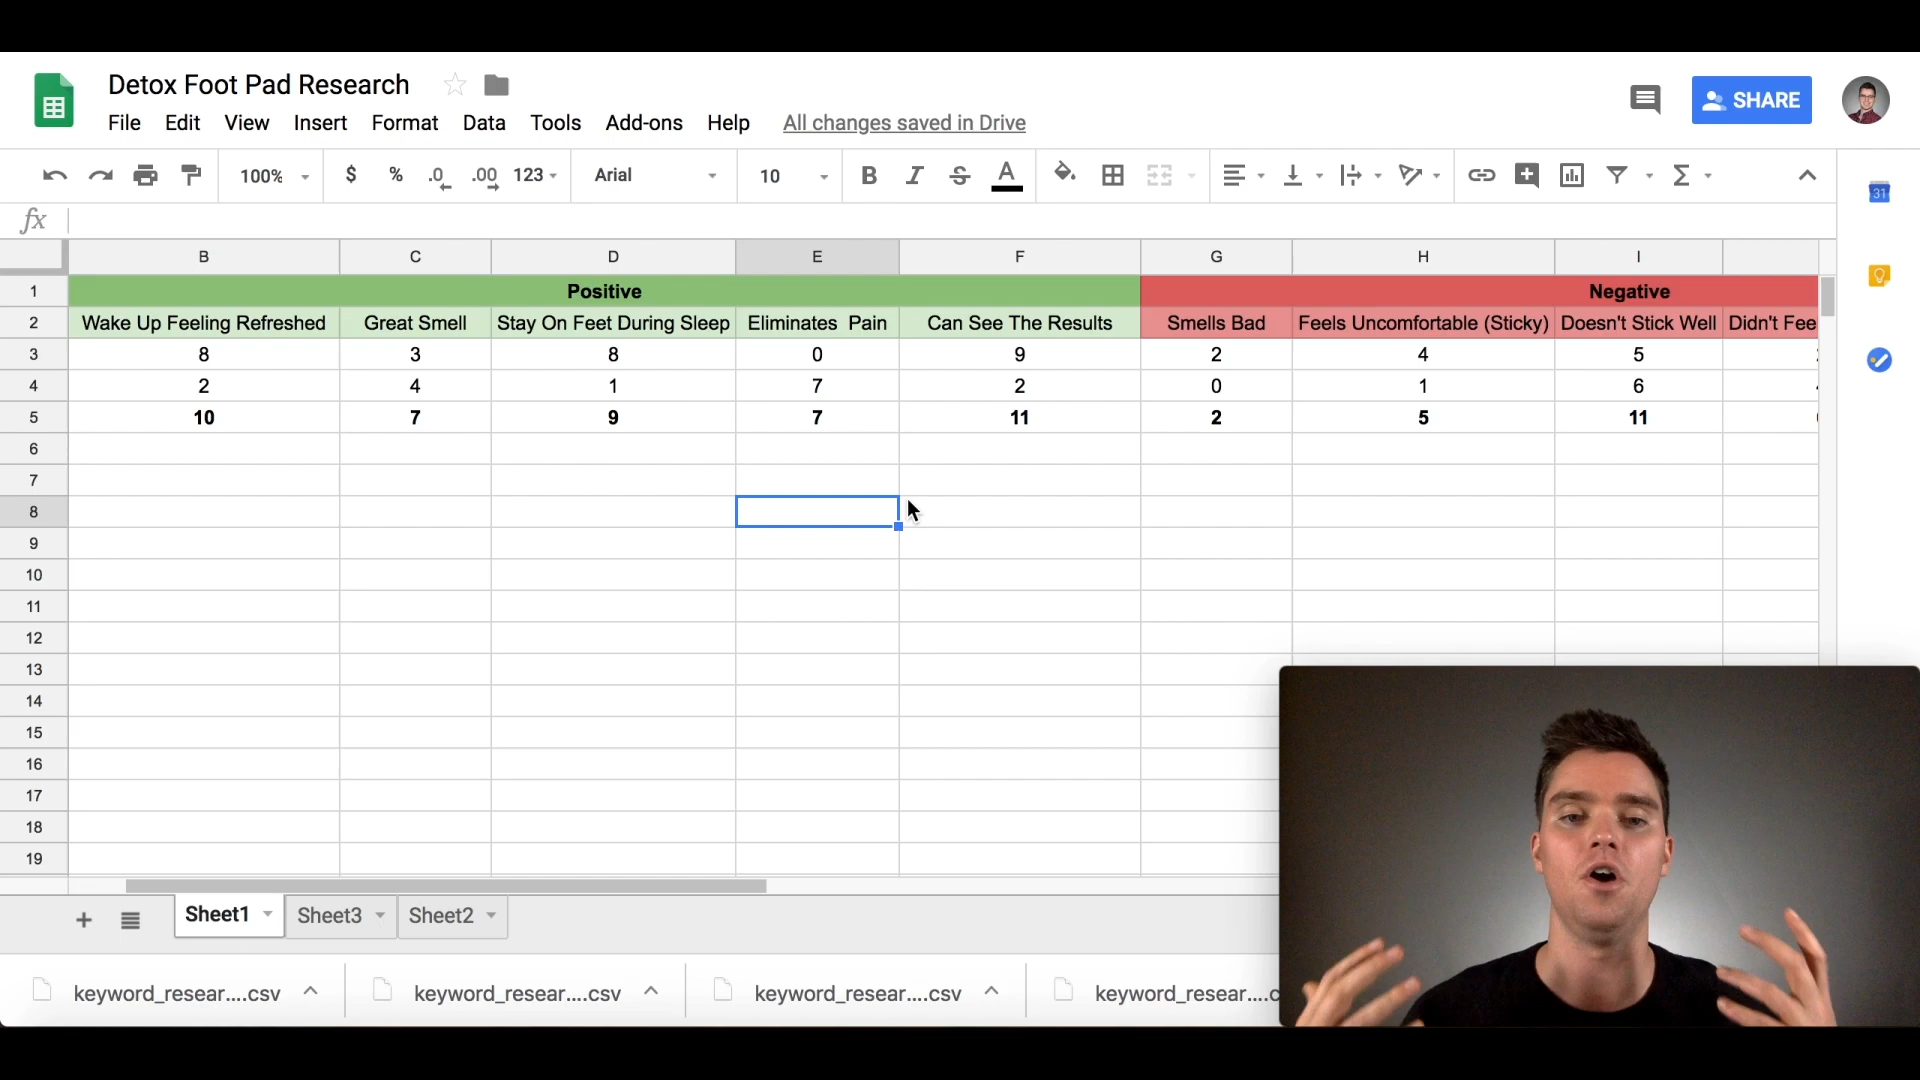 Detox Foot Pad Research
SHARE
File Edit View Insert Format Data Tools Add-ons Help All changes saved in Drive
100% $ % .0 .00 123 Arial 10 B I S A Σ
31
fx
B C D E F G H I
1 Positive Negative
2 Wake Up Feeling Refreshed Great Smell Stay On Feet During Sleep Eliminates Pain Can See The Results Smells Bad Feels Uncomfortable (Sticky) Doesn't Stick Well Didn't Fee
3 8 3 8 0 9 2 4 5
4 2 4 1 7 2 0 1 6
5 10 7 9 7 11 2 5 11
6
7
8
9
10
11
12
13
14
15
16
17
18
19
+ Sheet1 Sheet3 Sheet2
keyword_resear....csv keyword_resear....csv keyword_resear....csv keyword_resear....c